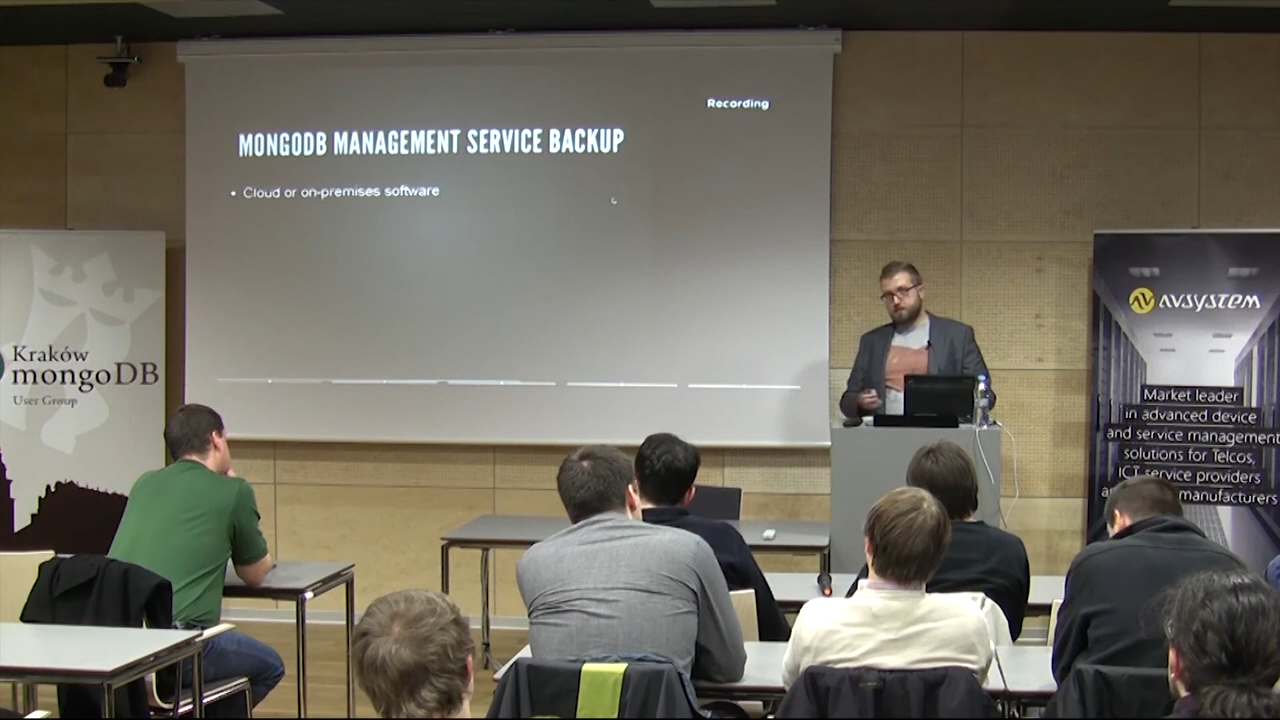 Recording
MONGODB MANAGEMENT SERVICE BACKUP
• Cloud or on-premises software
Kraków
mongoDB
User Group
AVSYSTEM
Market leader
in advanced device
and service management
solutions for Telcos,
ICT service providers
manufacturers